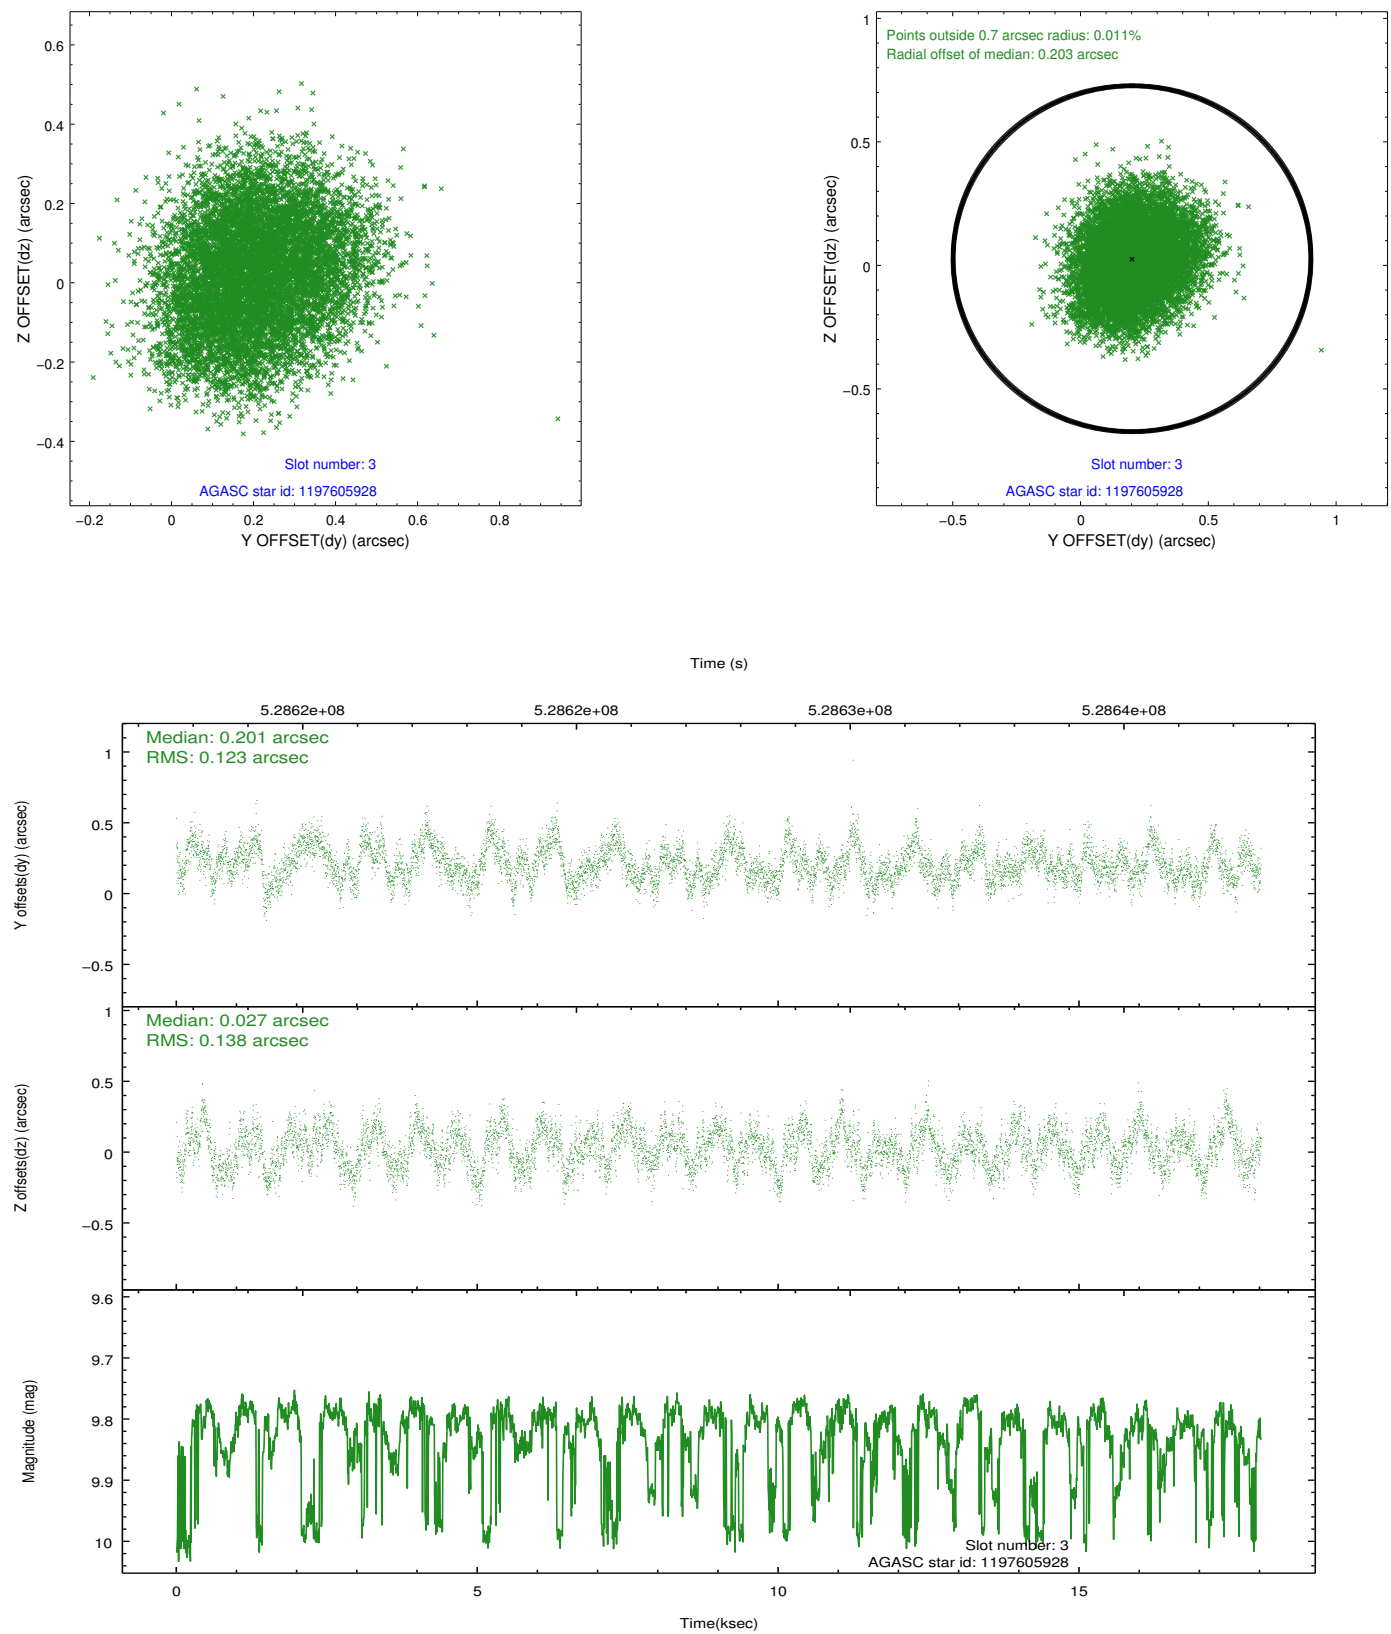 0.6
0.4
0.2
0
−0.2
−0.4
Z OFFSET(dz) (arcsec)
Slot number: 3
AGASC star id: 1197605928
−0.2 0 0.2 0.4 0.6 0.8
Y OFFSET(dy) (arcsec)
Points outside 0.7 arcsec radius: 0.011%
Radial offset of median: 0.203 arcsec
1
0.5
0
−0.5
Z OFFSET(dz) (arcsec)
Slot number: 3
AGASC star id: 1197605928
−0.5 0 0.5 1
Y OFFSET(dy) (arcsec)
Time (s)
5.2862e+08 5.2862e+08 5.2863e+08 5.2864e+08
Median: 0.201 arcsec
RMS: 0.123 arcsec
1
0.5
0
−0.5
Y offsets(dy) (arcsec)
Median: 0.027 arcsec
RMS: 0.138 arcsec
1
0.5
0
−0.5
Z offsets(dz) (arcsec)
9.6
9.7
9.8
9.9
10
Magnitude (mag)
Slot number: 3
AGASC star id: 1197605928
0 5 10 15
Time(ksec)